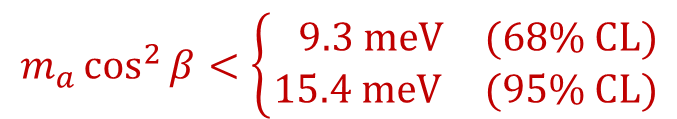 m_a cos² β < { 9.3 meV (68% CL)
15.4 meV (95% CL)